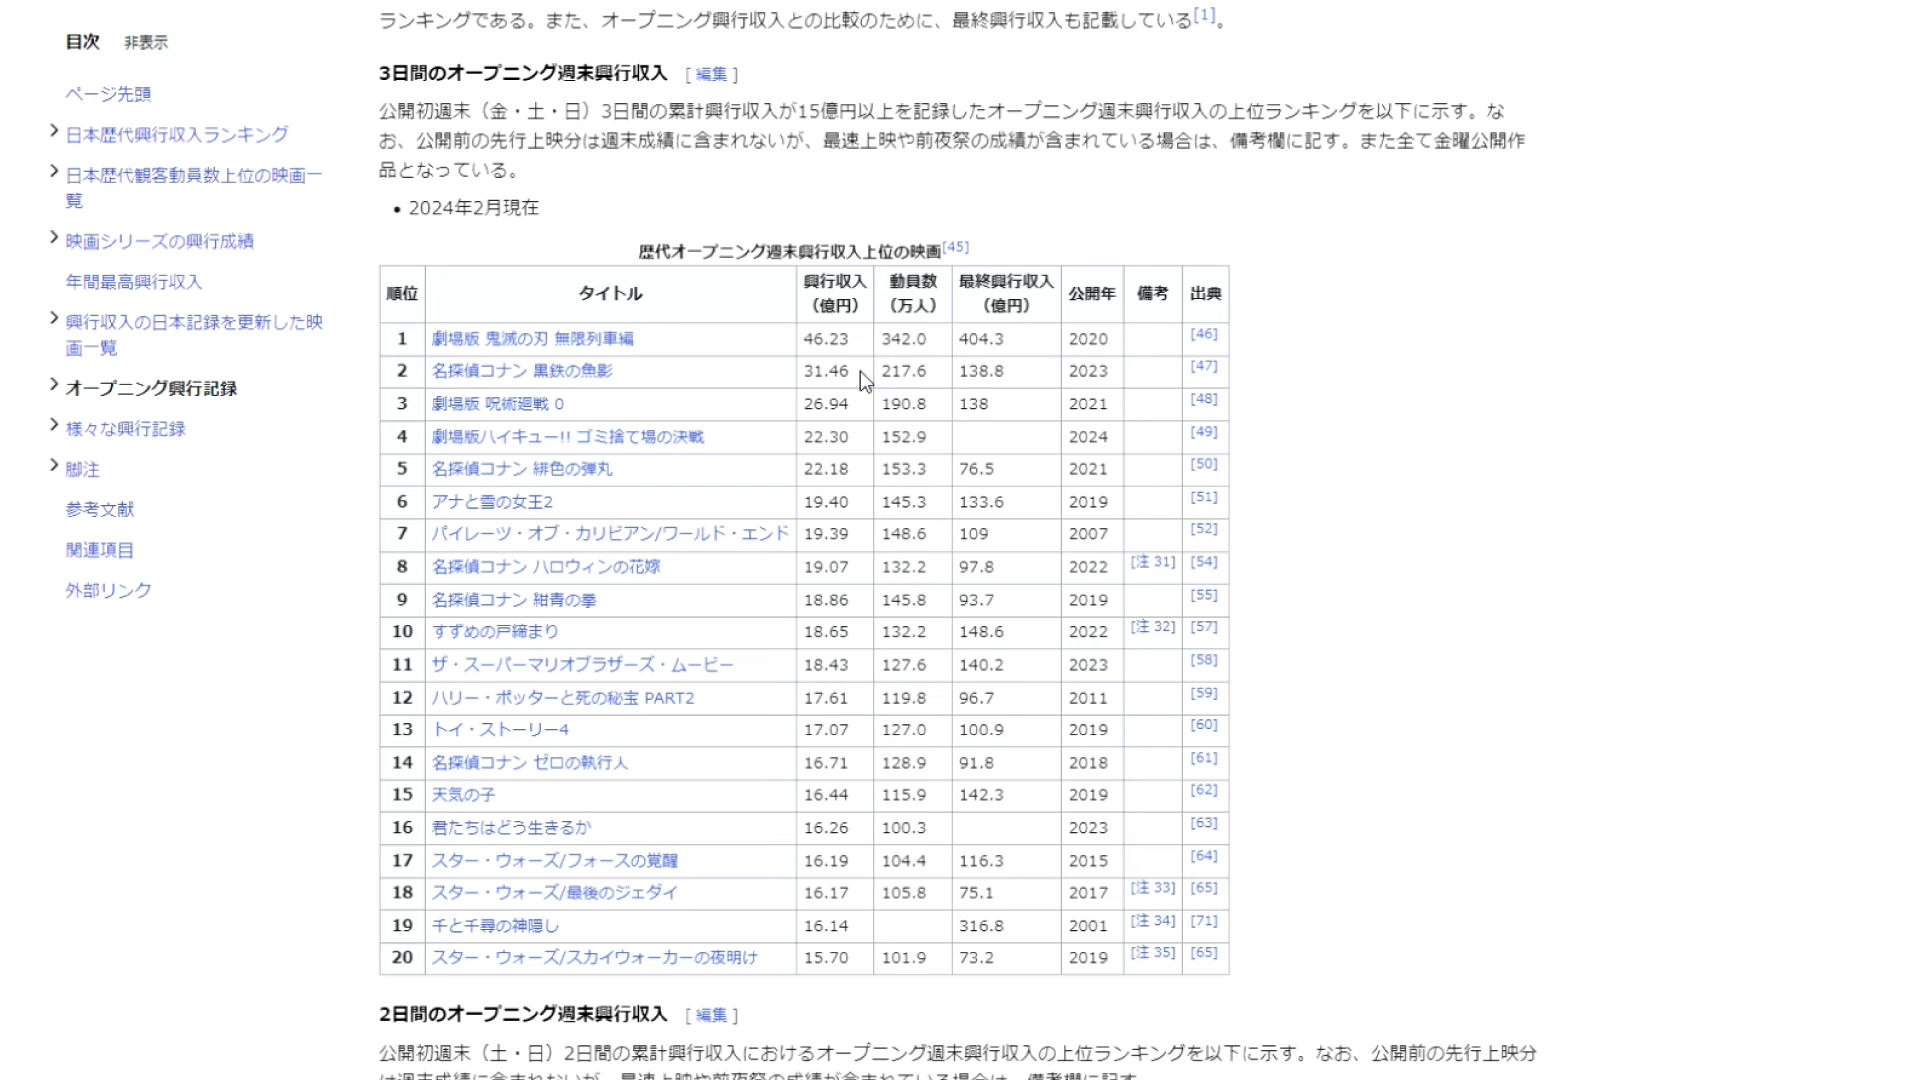 目次 非表示
ページ先頭
日本歴代興行収入ランキング
日本歴代観客動員数上位の映画一
覧
映画シリーズの興行成績
年間最高興行収入
興行収入の日本記録を更新した映
画一覧
オープニング興行記録
様々な興行記録
脚注
参考文献
関連項目
外部リンク
ランキングである。また、オープニング興行収入との比較のために、最終興行収入も記載している[1]。
3日間のオープニング週末興行収入 [ 編集 ]
公開初週末（金・土・日）3日間の累計興行収入が15億円以上を記録したオープニング週末興行収入の上位ランキングを以下に示す。な
お、公開前の先行上映分は週末成績に含まれないが、最速上映や前夜祭の成績が含まれている場合は、備考欄に記す。また全て金曜公開作
品となっている。
• 2024年2月現在
歴代オープニング週末興行収入上位の映画[45]
順位 タイトル 興行収入（億円） 動員数（万人） 最終興行収入（億円） 公開年 備考 出典
1 劇場版 鬼滅の刃 無限列車編 46.23 342.0 404.3 2020 [46]
2 名探偵コナン 黒鉄の魚影 31.46 217.6 138.8 2023 [47]
3 劇場版 呪術廻戦 0 26.94 190.8 138 2021 [48]
4 劇場版ハイキュー!! ゴミ捨て場の決戦 22.30 152.9 2024 [49]
5 名探偵コナン 緋色の弾丸 22.18 153.3 76.5 2021 [50]
6 アナと雪の女王2 19.40 145.3 133.6 2019 [51]
7 パイレーツ・オブ・カリビアン/ワールド・エンド 19.39 148.6 109 2007 [52]
8 名探偵コナン ハロウィンの花嫁 19.07 132.2 97.8 2022 [注 31] [54]
9 名探偵コナン 紺青の拳 18.86 145.8 93.7 2019 [55]
10 すずめの戸締まり 18.65 132.2 148.6 2022 [注 32] [57]
11 ザ・スーパーマリオブラザーズ・ムービー 18.43 127.6 140.2 2023 [58]
12 ハリー・ポッターと死の秘宝 PART2 17.61 119.8 96.7 2011 [59]
13 トイ・ストーリー4 17.07 127.0 100.9 2019 [60]
14 名探偵コナン ゼロの執行人 16.71 128.9 91.8 2018 [61]
15 天気の子 16.44 115.9 142.3 2019 [62]
16 君たちはどう生きるか 16.26 100.3 2023 [63]
17 スター・ウォーズ/フォースの覚醒 16.19 104.4 116.3 2015 [64]
18 スター・ウォーズ/最後のジェダイ 16.17 105.8 75.1 2017 [注 33] [65]
19 千と千尋の神隠し 16.14 316.8 2001 [注 34] [71]
20 スター・ウォーズ/スカイウォーカーの夜明け 15.70 101.9 73.2 2019 [注 35] [65]
2日間のオープニング週末興行収入 [ 編集 ]
公開初週末（土・日）2日間の累計興行収入におけるオープニング週末興行収入の上位ランキングを以下に示す。なお、公開前の先行上映分
は週末成績に含まれないが、最速上映や前夜祭の成績が含まれている場合は、備考欄に記す。